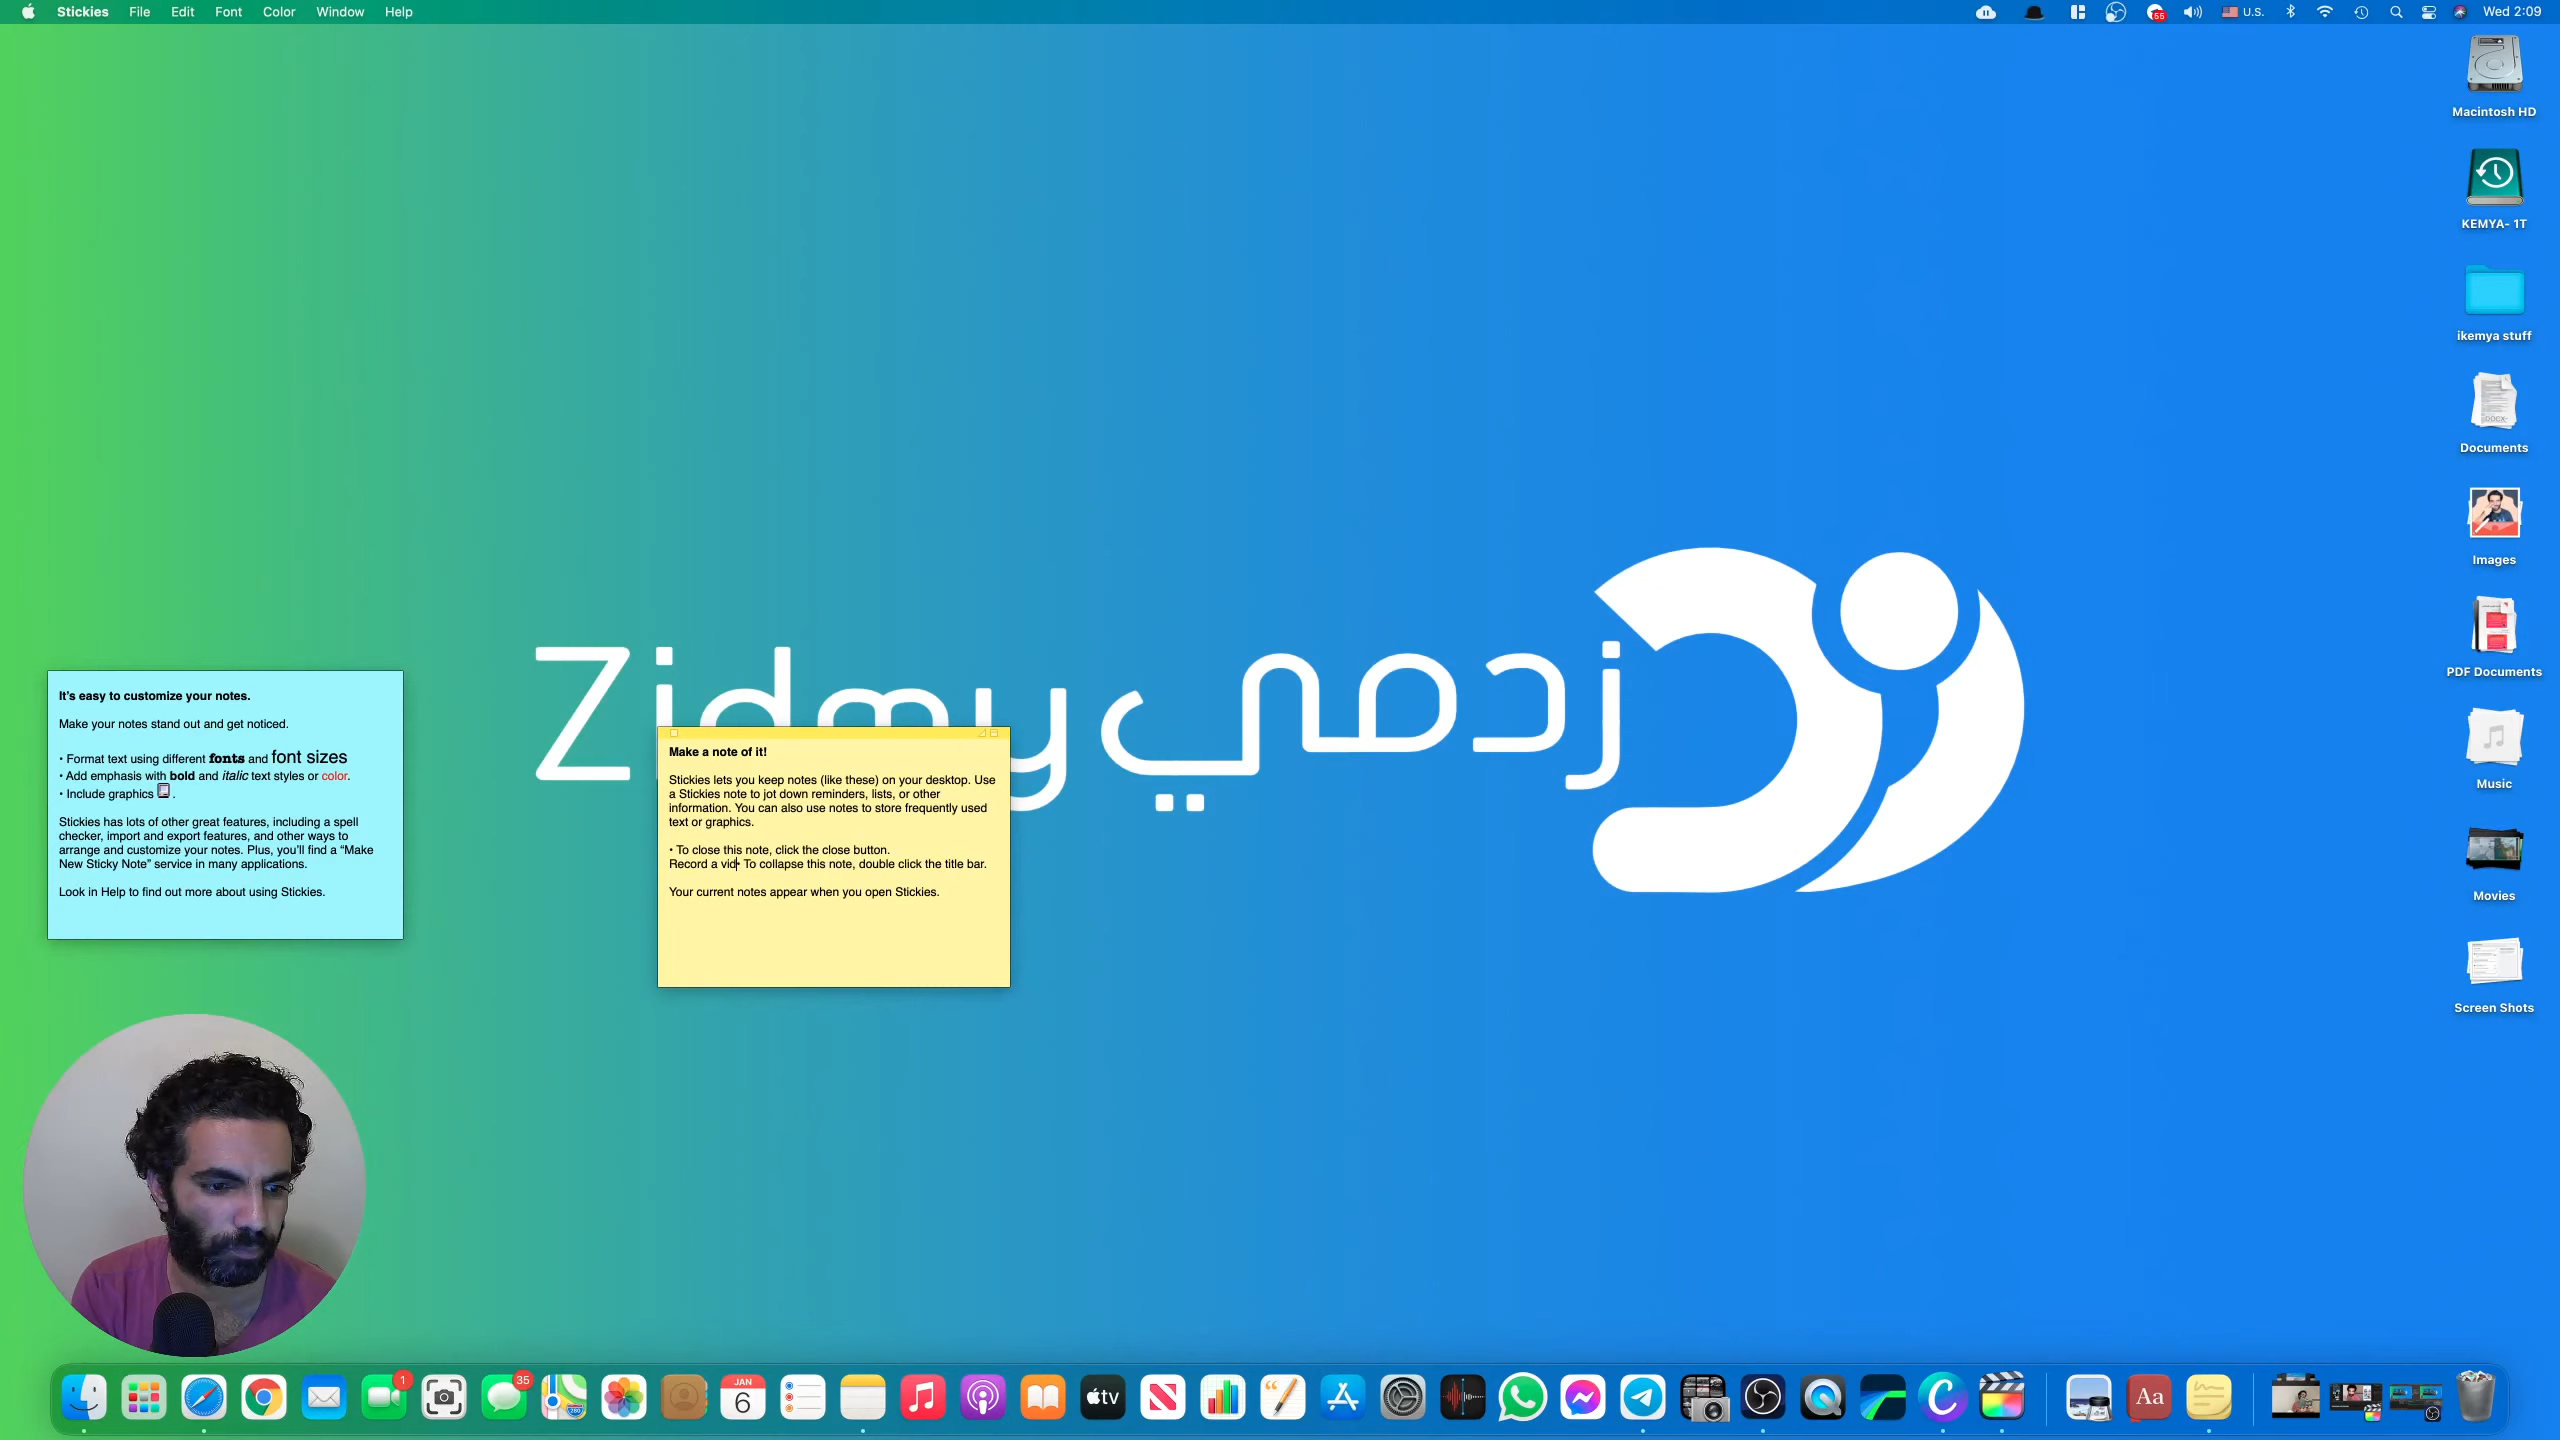 Stickies File Edit Font Color Window Help
55 U.S. Wed 2:09
Macintosh HD
KEMYA- 1T
ikemya stuff
DOCX
Documents
Images
PDF Documents
Music
Movies
Screen Shots
Zidmy زدمي
It's easy to customize your notes.
Make your notes stand out and get noticed.
• Format text using different fonts and font sizes
• Add emphasis with bold and italic text styles or color.
• Include graphics .
Stickies has lots of other great features, including a spell
checker, import and export features, and other ways to
arrange and customize your notes. Plus, you'll find a “Make
New Sticky Note” service in many applications.
Look in Help to find out more about using Stickies.
Make a note of it!
Stickies lets you keep notes (like these) on your desktop. Use
a Stickies note to jot down reminders, lists, or other
information. You can also use notes to store frequently used
text or graphics.
• To close this note, click the close button.
Record a vid• To collapse this note, double click the title bar.
Your current notes appear when you open Stickies.
1
35
280
JAN
6
tv
Aa